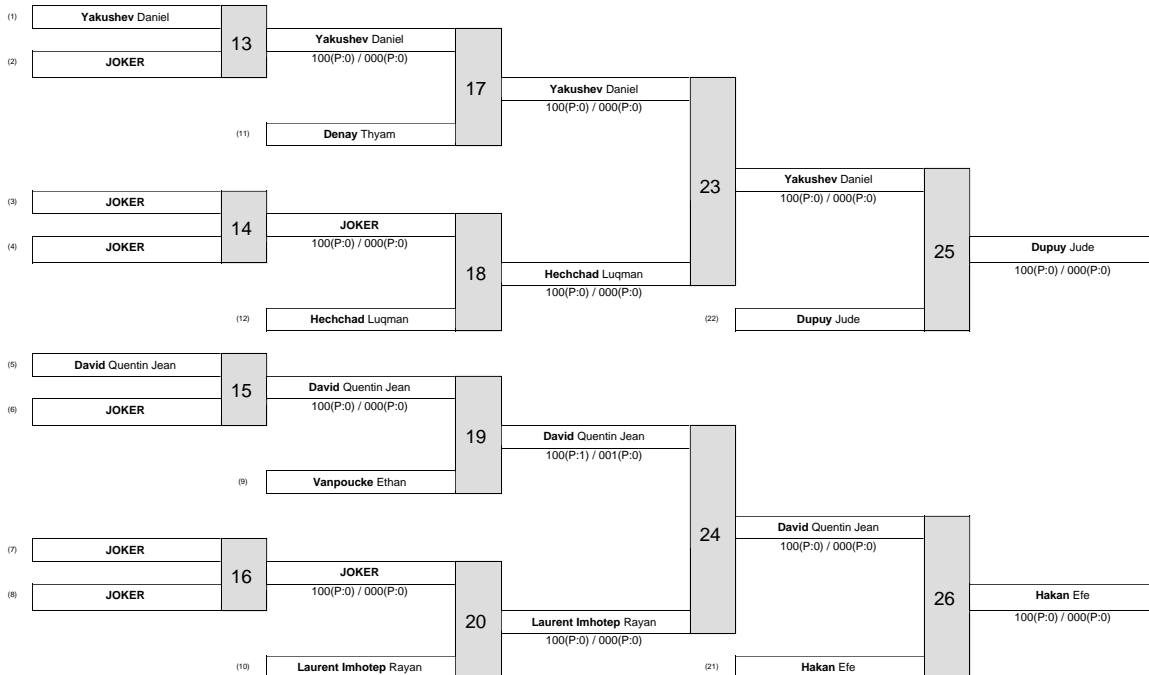 (1) Yakushev Daniel
13
Yakushev Daniel
(2) JOKER
100(P:0) / 000(P:0)
17
Yakushev Daniel
100(P:0) / 000(P:0)
(11) Denay Thyam
23
Yakushev Daniel
100(P:0) / 000(P:0)
(3) JOKER
14
JOKER
(4) JOKER
100(P:0) / 000(P:0)
18
Hechchad Luqman
100(P:0) / 000(P:0)
(12) Hechchad Luqman
25
Dupuy Jude
100(P:0) / 000(P:0)
(22) Dupuy Jude
(5) David Quentin Jean
15
David Quentin Jean
(6) JOKER
100(P:0) / 000(P:0)
19
David Quentin Jean
100(P:1) / 001(P:0)
(9) Vanpoucke Ethan
24
David Quentin Jean
100(P:0) / 000(P:0)
(7) JOKER
16
JOKER
(8) JOKER
100(P:0) / 000(P:0)
20
Laurent Imhotep Rayan
100(P:0) / 000(P:0)
(10) Laurent Imhotep Rayan
26
Hakan Efe
100(P:0) / 000(P:0)
(21) Hakan Efe